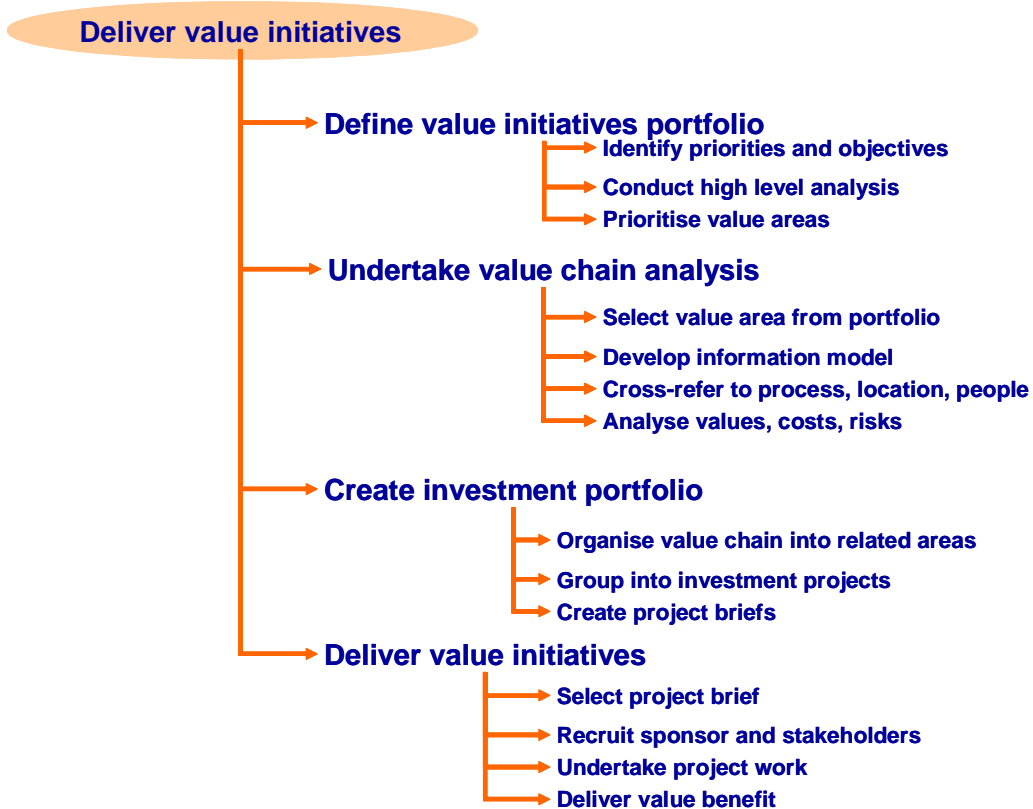 Deliver value initiatives
Define value initiatives portfolio
Identify priorities and objectives
Conduct high level analysis
Prioritise value areas
Undertake value chain analysis
Select value area from portfolio
Develop information model
Cross-refer to process, location, people
Analyse values, costs, risks
Create investment portfolio
Organise value chain into related areas
Group into investment projects
Create project briefs
Deliver value initiatives
Select project brief
Recruit sponsor and stakeholders
Undertake project work
Deliver value benefit